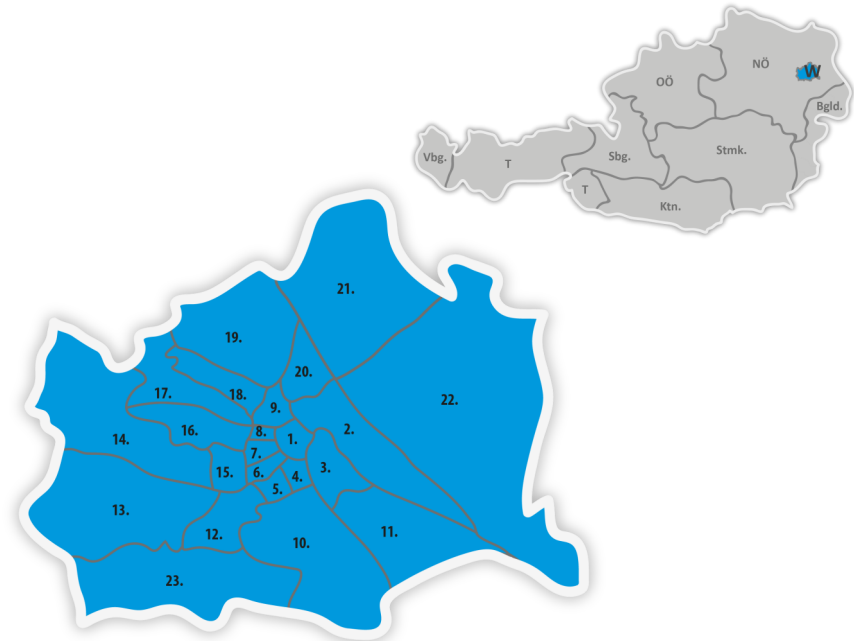 NÖ
W
OÖ
Bgld.
Vbg.
T
Sbg.
Stmk.
T
Ktn.
21.
19.
20.
22.
17.
18.
9.
16.
8.
1.
2.
14.
7.
15.
6.
4.
3.
5.
13.
12.
10.
11.
23.